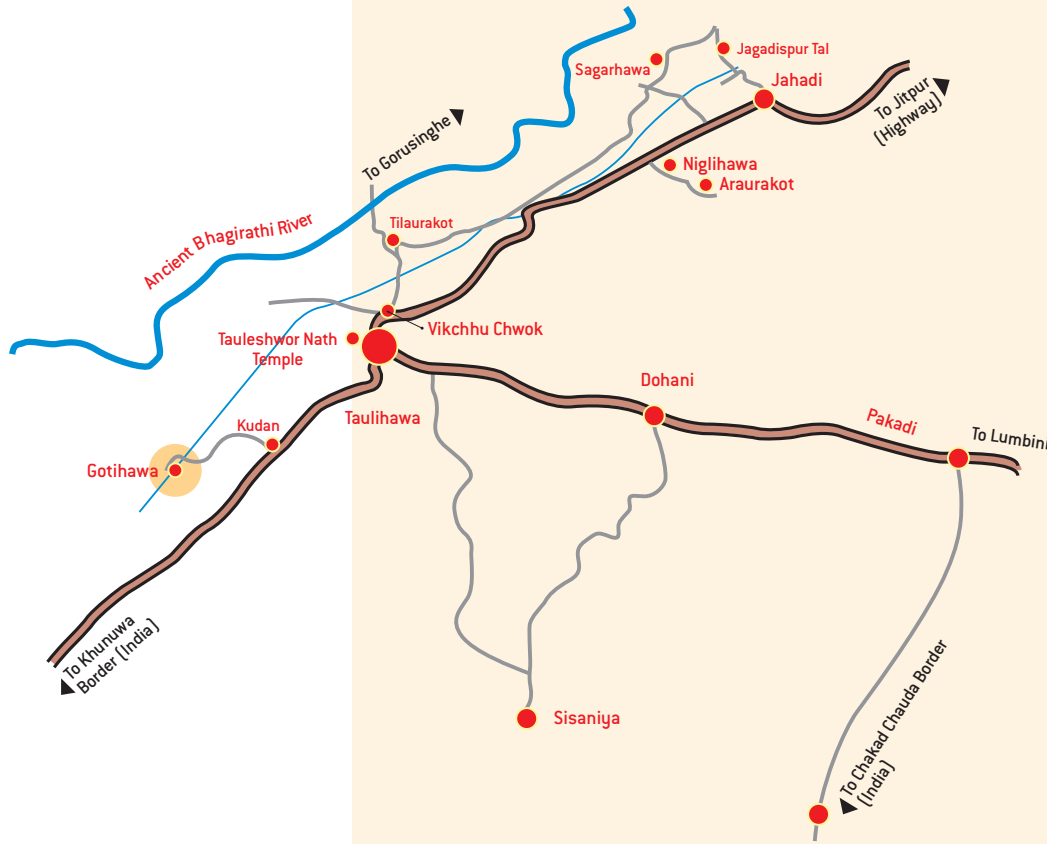 Jagadispur Tal
Sagarhawa
Jahadi
To Jitpur
(Highway)
To Gorusinghe
Niglihawa
Araurakot
Ancient Bhagirathi River
Tilaurakot
Vikchhu Chwok
Tauleshwor Nath
Temple
Dohani
Taulihawa
Pakadi
Kudan
To Lumbini
Gotihawa
To Khunuwa
Border (India)
To Chakad Chauda Border
(India)
Sisaniya